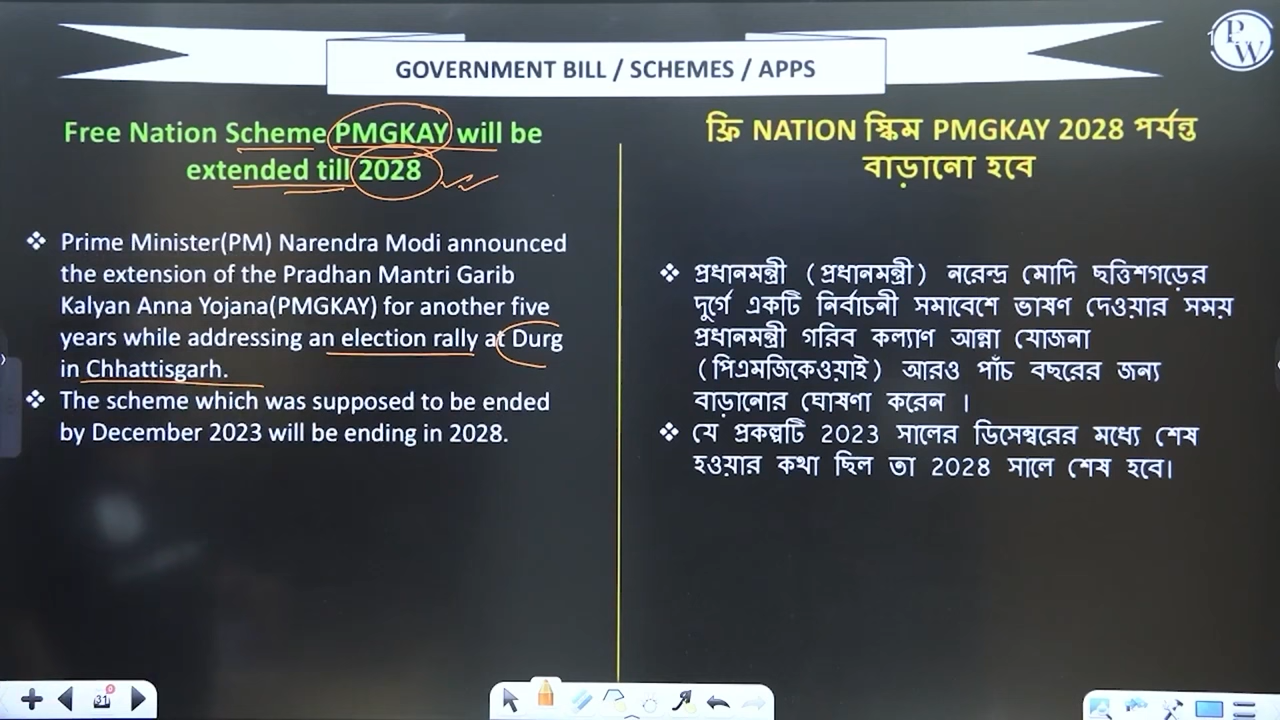 GOVERNMENT BILL / SCHEMES / APPS
PW
Free Nation Scheme PMGKAY will be
extended till 2028
❖ Prime Minister(PM) Narendra Modi announced
the extension of the Pradhan Mantri Garib
Kalyan Anna Yojana(PMGKAY) for another five
years while addressing an election rally at Durg
in Chhattisgarh.
❖ The scheme which was supposed to be ended
by December 2023 will be ending in 2028.
ফ্রি NATION স্কিম PMGKAY 2028 পর্যন্ত
বাড়ানো হবে
❖ প্রধানমন্ত্রী (প্রধানমন্ত্রী) নরেন্দ্র মোদি ছত্তিশগড়ের
দুর্গে একটি নির্বাচনী সমাবেশে ভাষণ দেওয়ার সময়
প্রধানমন্ত্রী গরিব কল্যাণ আন্না যোজনা
(পিএমজিকেওয়াই) আরও পাঁচ বছরের জন্য
বাড়ানোর ঘোষণা করেন ।
❖ যে প্রকল্পটি 2023 সালের ডিসেম্বরের মধ্যে শেষ
হওয়ার কথা ছিল তা 2028 সালে শেষ হবে।
31